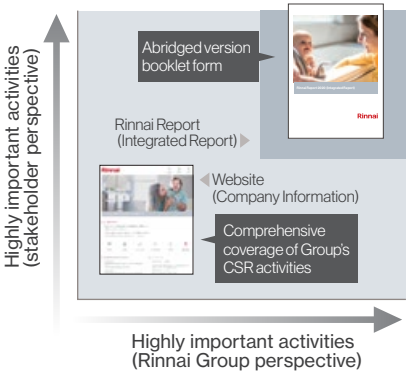 Highly important activities
(stakeholder perspective)
Abridged version
booklet form
Rinnai
Rinnai Report
(Integrated Report)
Rinnai
Website
(Company Information)
Comprehensive
coverage of Group's
CSR activities
Highly important activities
(Rinnai Group perspective)